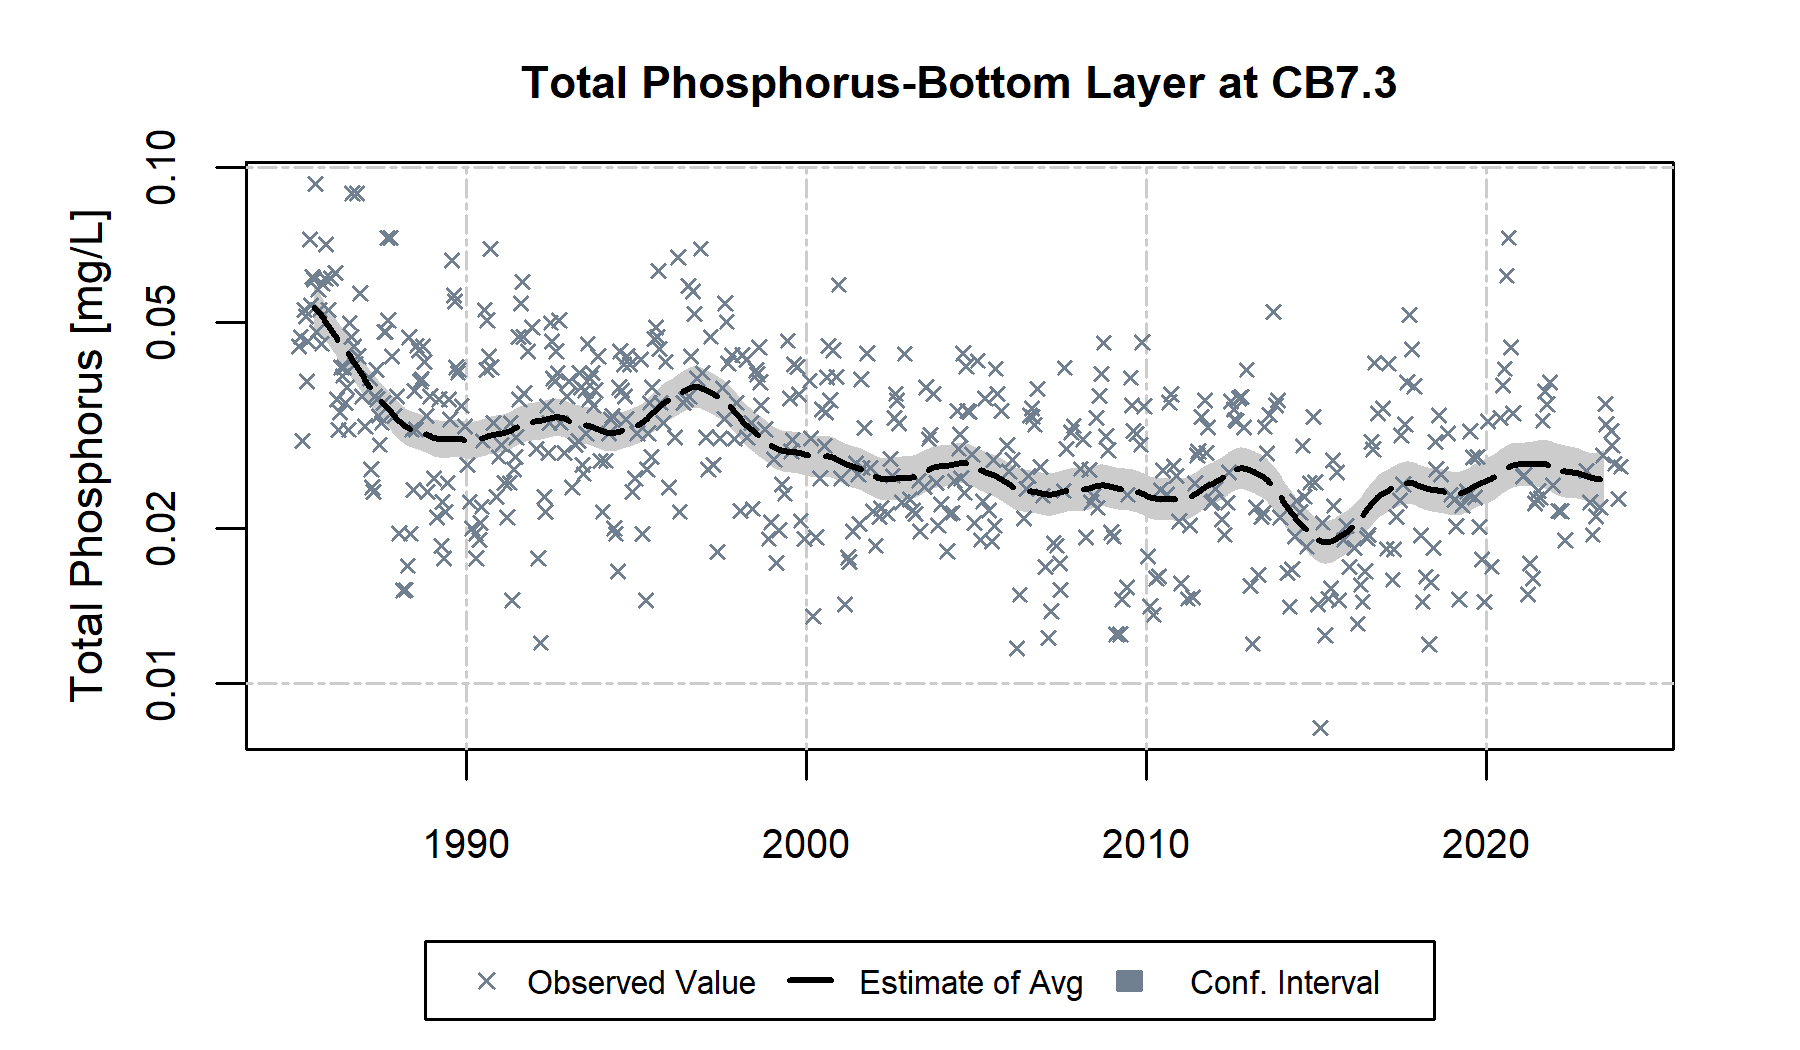 Total Phosphorus-Bottom Layer at CB7.3
Total Phosphorus [mg/L]
0.10
0.05
0.02
0.01
1990 2000 2010 2020
Observed Value Estimate of Avg Conf. Interval